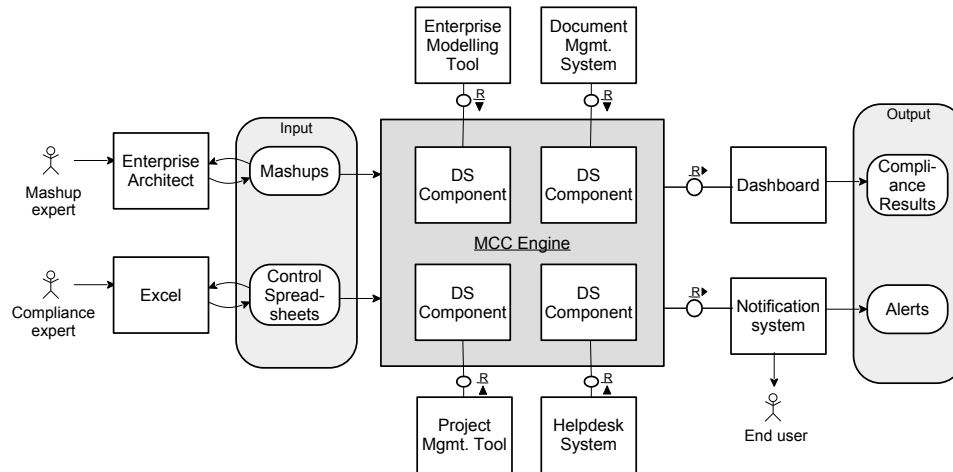 Enterprise
Modelling
Tool
Document
Mgmt.
System
R
R
Input
Output
Mashup
expert
Enterprise
Architect
Mashups
DS
Component
DS
Component
R
Dashboard
Compli-
ance
Results
MCC Engine
Compliance
expert
Excel
Control
Spread-
sheets
DS
Component
DS
Component
R
Notification
system
Alerts
R
R
Project
Mgmt. Tool
Helpdesk
System
End user